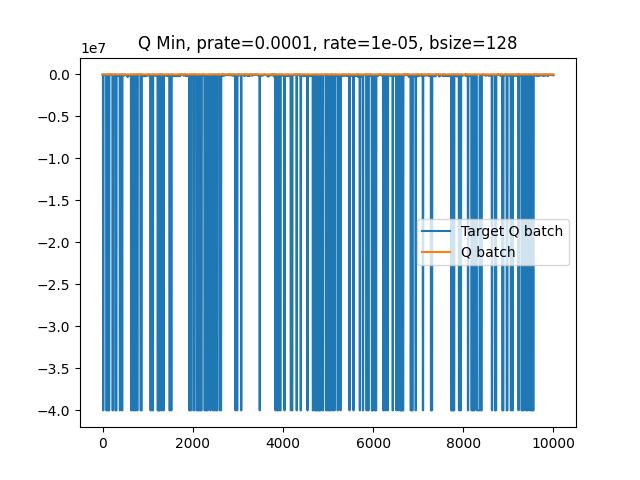 Q Min, prate=0.0001, rate=1e-05, bsize=128
1e7
0.0
−0.5
−1.0
−1.5
−2.0
−2.5
−3.0
−3.5
−4.0
Target Q batch
Q batch
0 2000 4000 6000 8000 10000